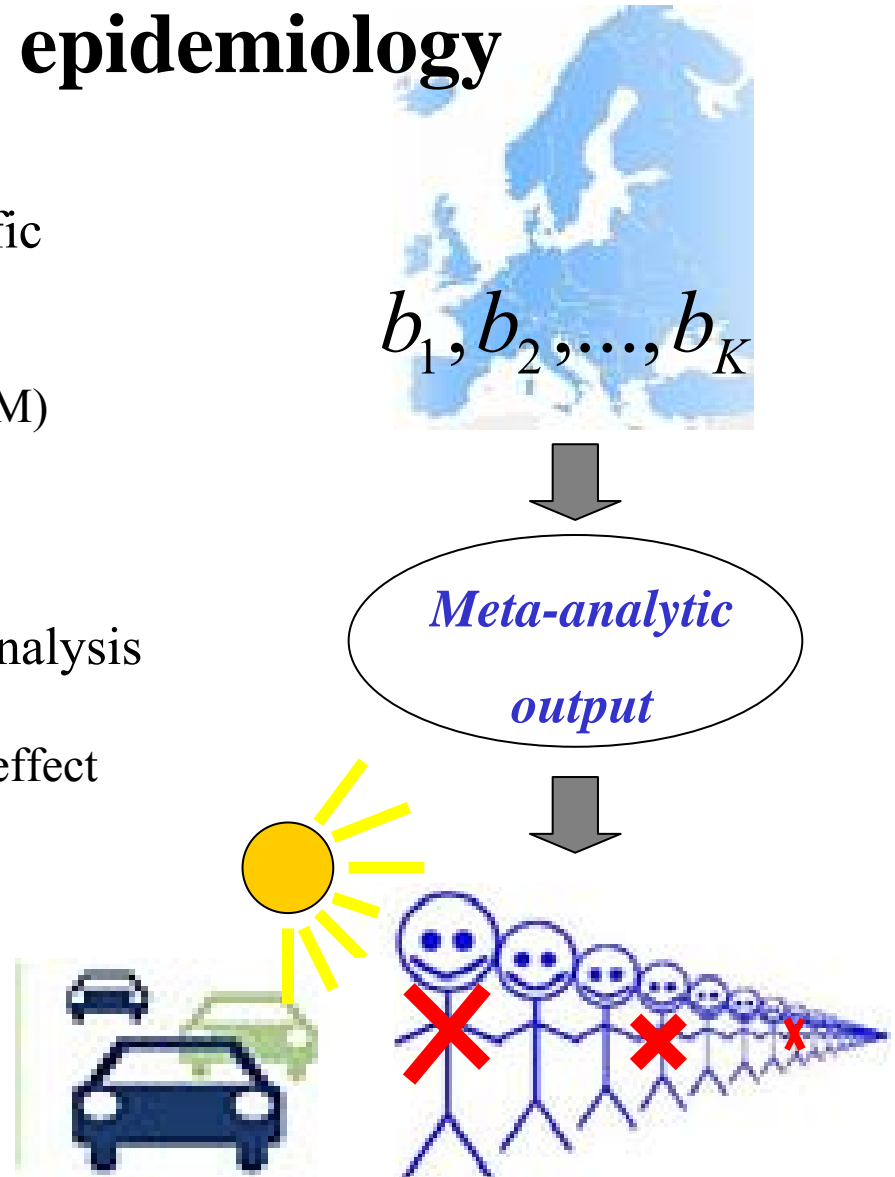 epidemiology
fic
b1, b2,..., bK
M)
Meta-analytic
nalysis
output
effect